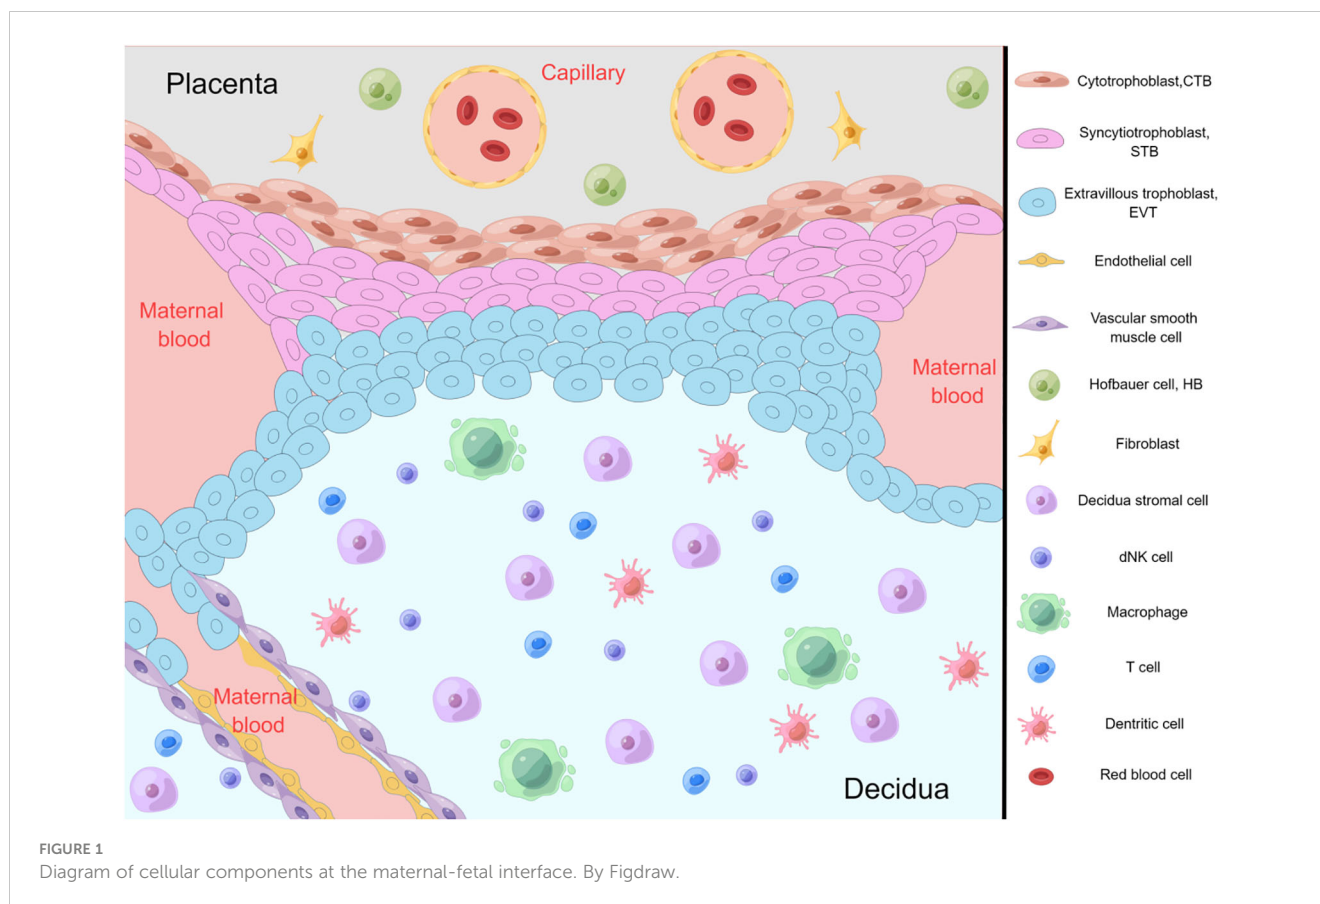 Placenta
Capillary
Maternal
blood
Maternal
blood
Maternal
blood
Decidua
Cytotrophoblast,CTB
Syncytiotrophoblast,
STB
Extravillous trophoblast,
EVT
Endothelial cell
Vascular smooth
muscle cell
Hofbauer cell, HB
Fibroblast
Decidua stromal cell
dNK cell
Macrophage
T cell
Dentritic cell
Red blood cell
FIGURE 1
Diagram of cellular components at the maternal-fetal interface. By Figdraw.